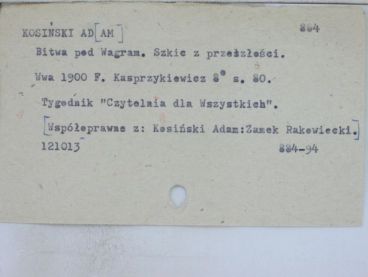 KOSIŃSKI AD[AM] 884
Bitwa pod Wagram. Szkic z przeszłości.
Wwa 1900 F. Kasprzykiewicz 8° s. 80.
Tygodnik "Czytelnia dla Wszystkich".
[Współoprawne z: Kosiński Adam:Zamek Rakowiecki.]
121013 884-94